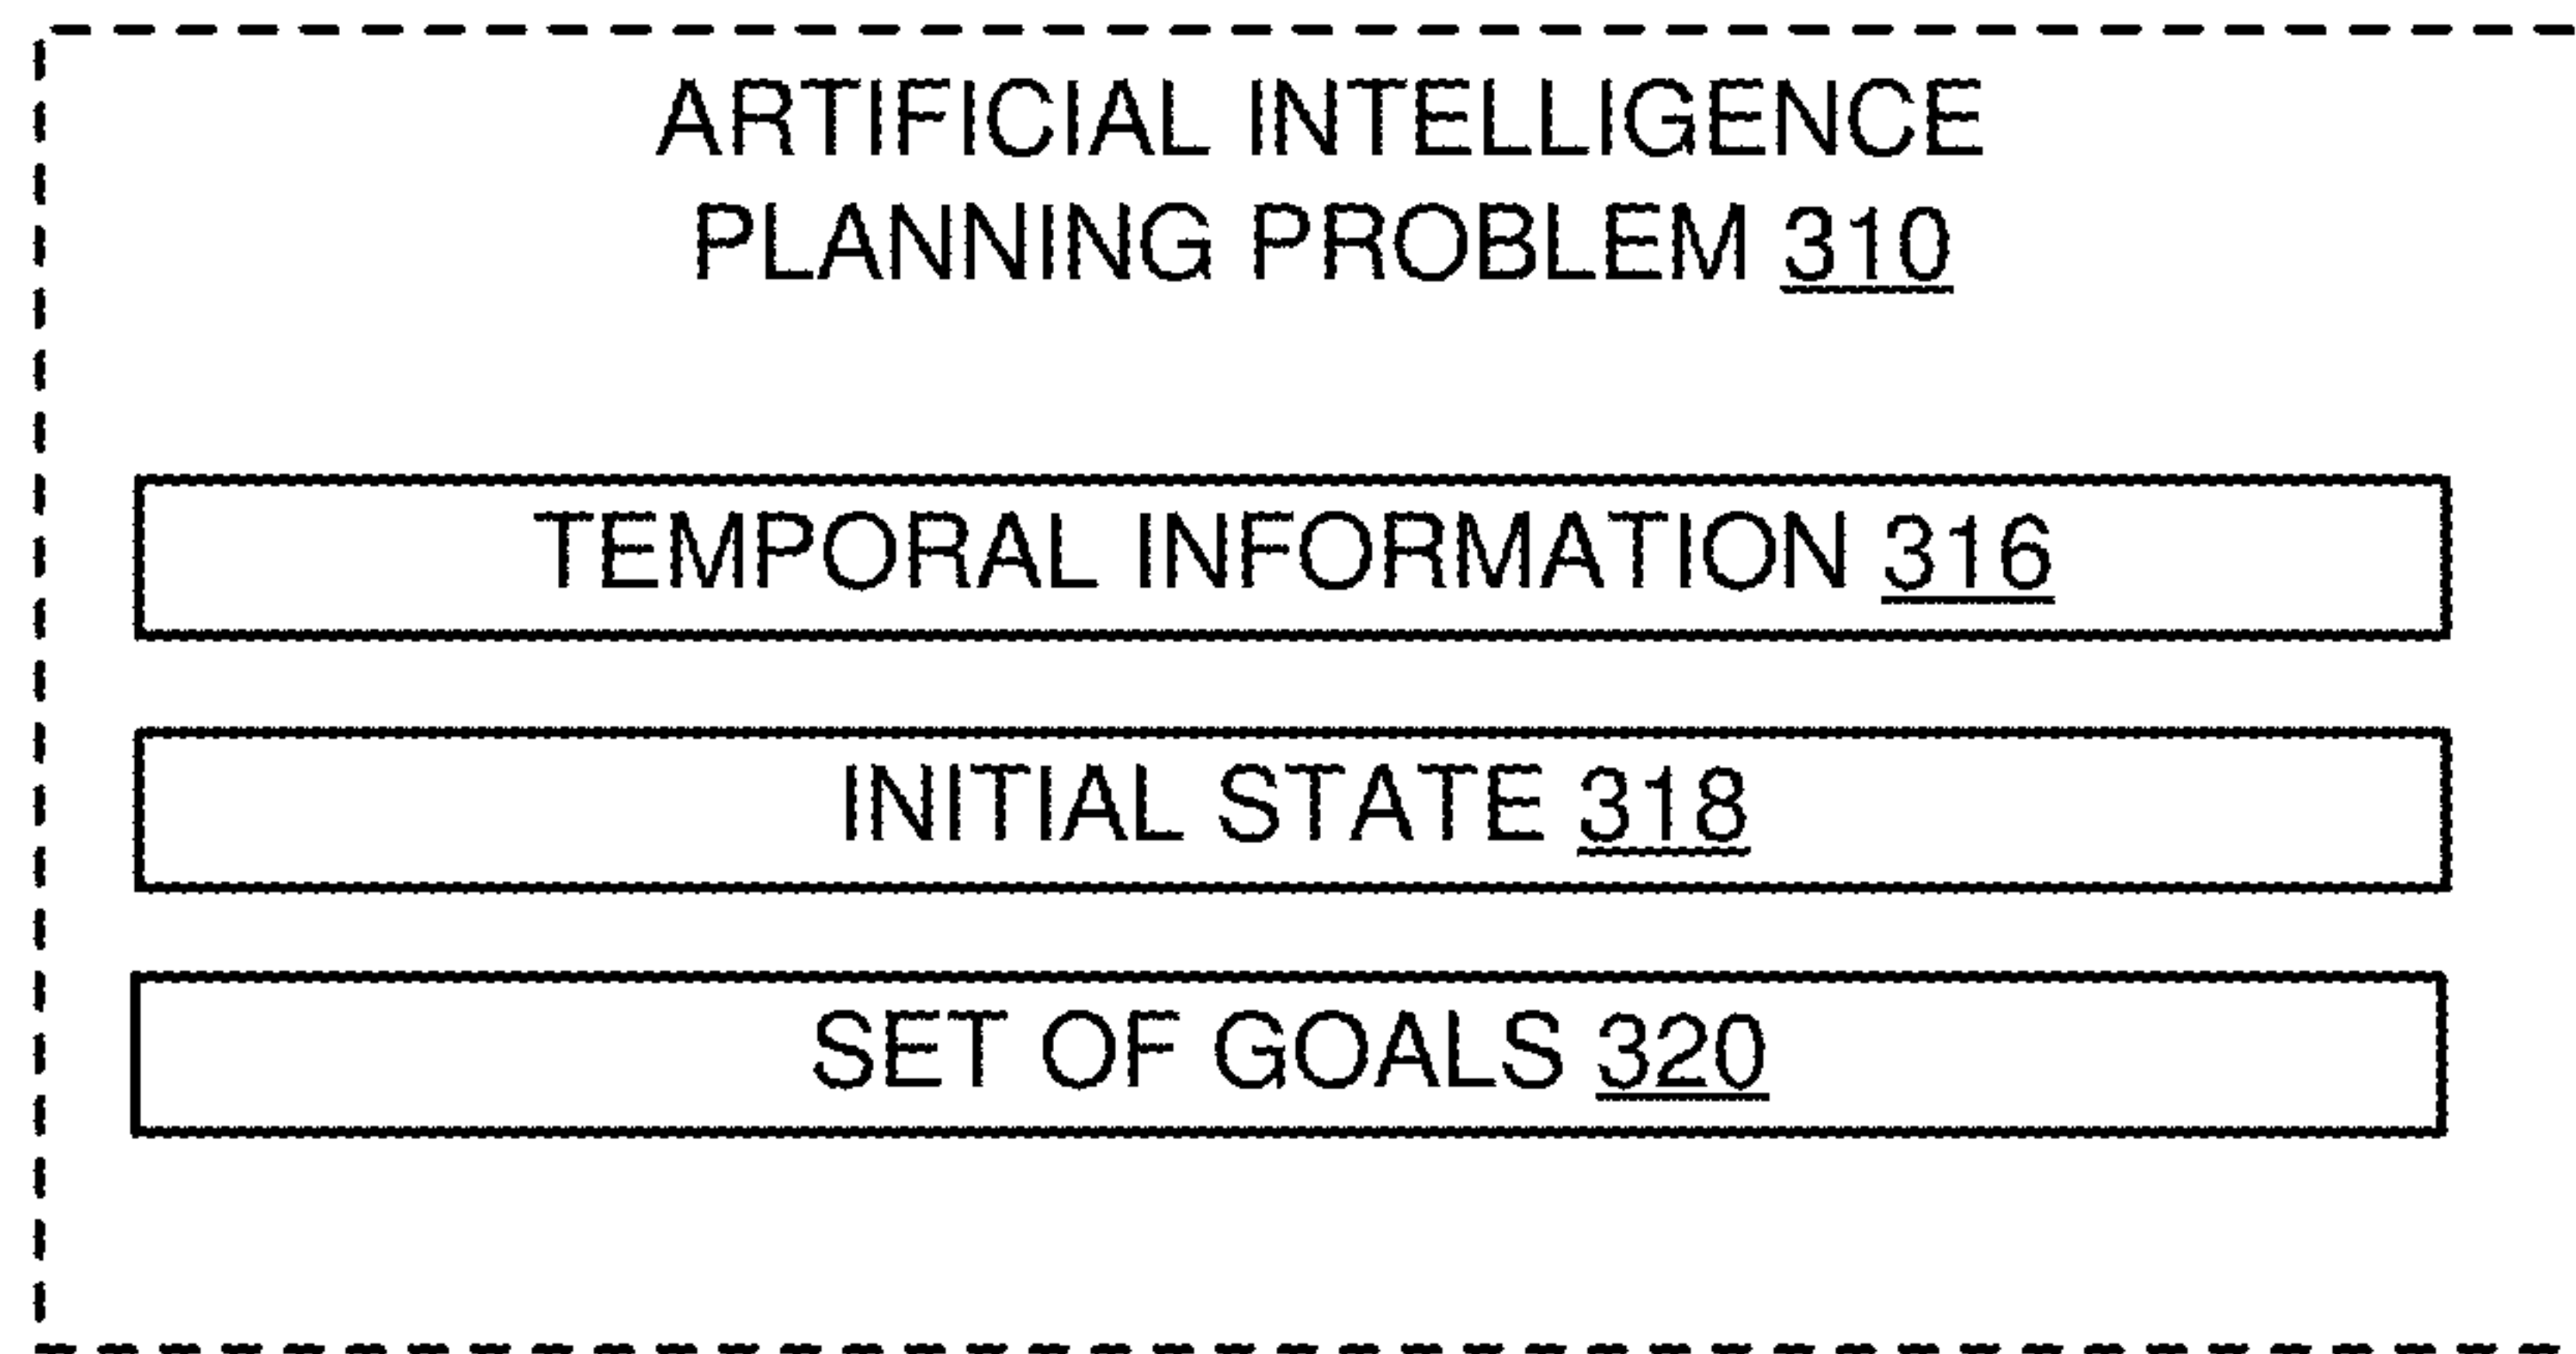 ARTIFICIAL INTELLIGENCE
PLANNING PROBLEM 310
TEMPORAL INFORMATION 316
INITIAL STATE 318
SET OF GOALS 320